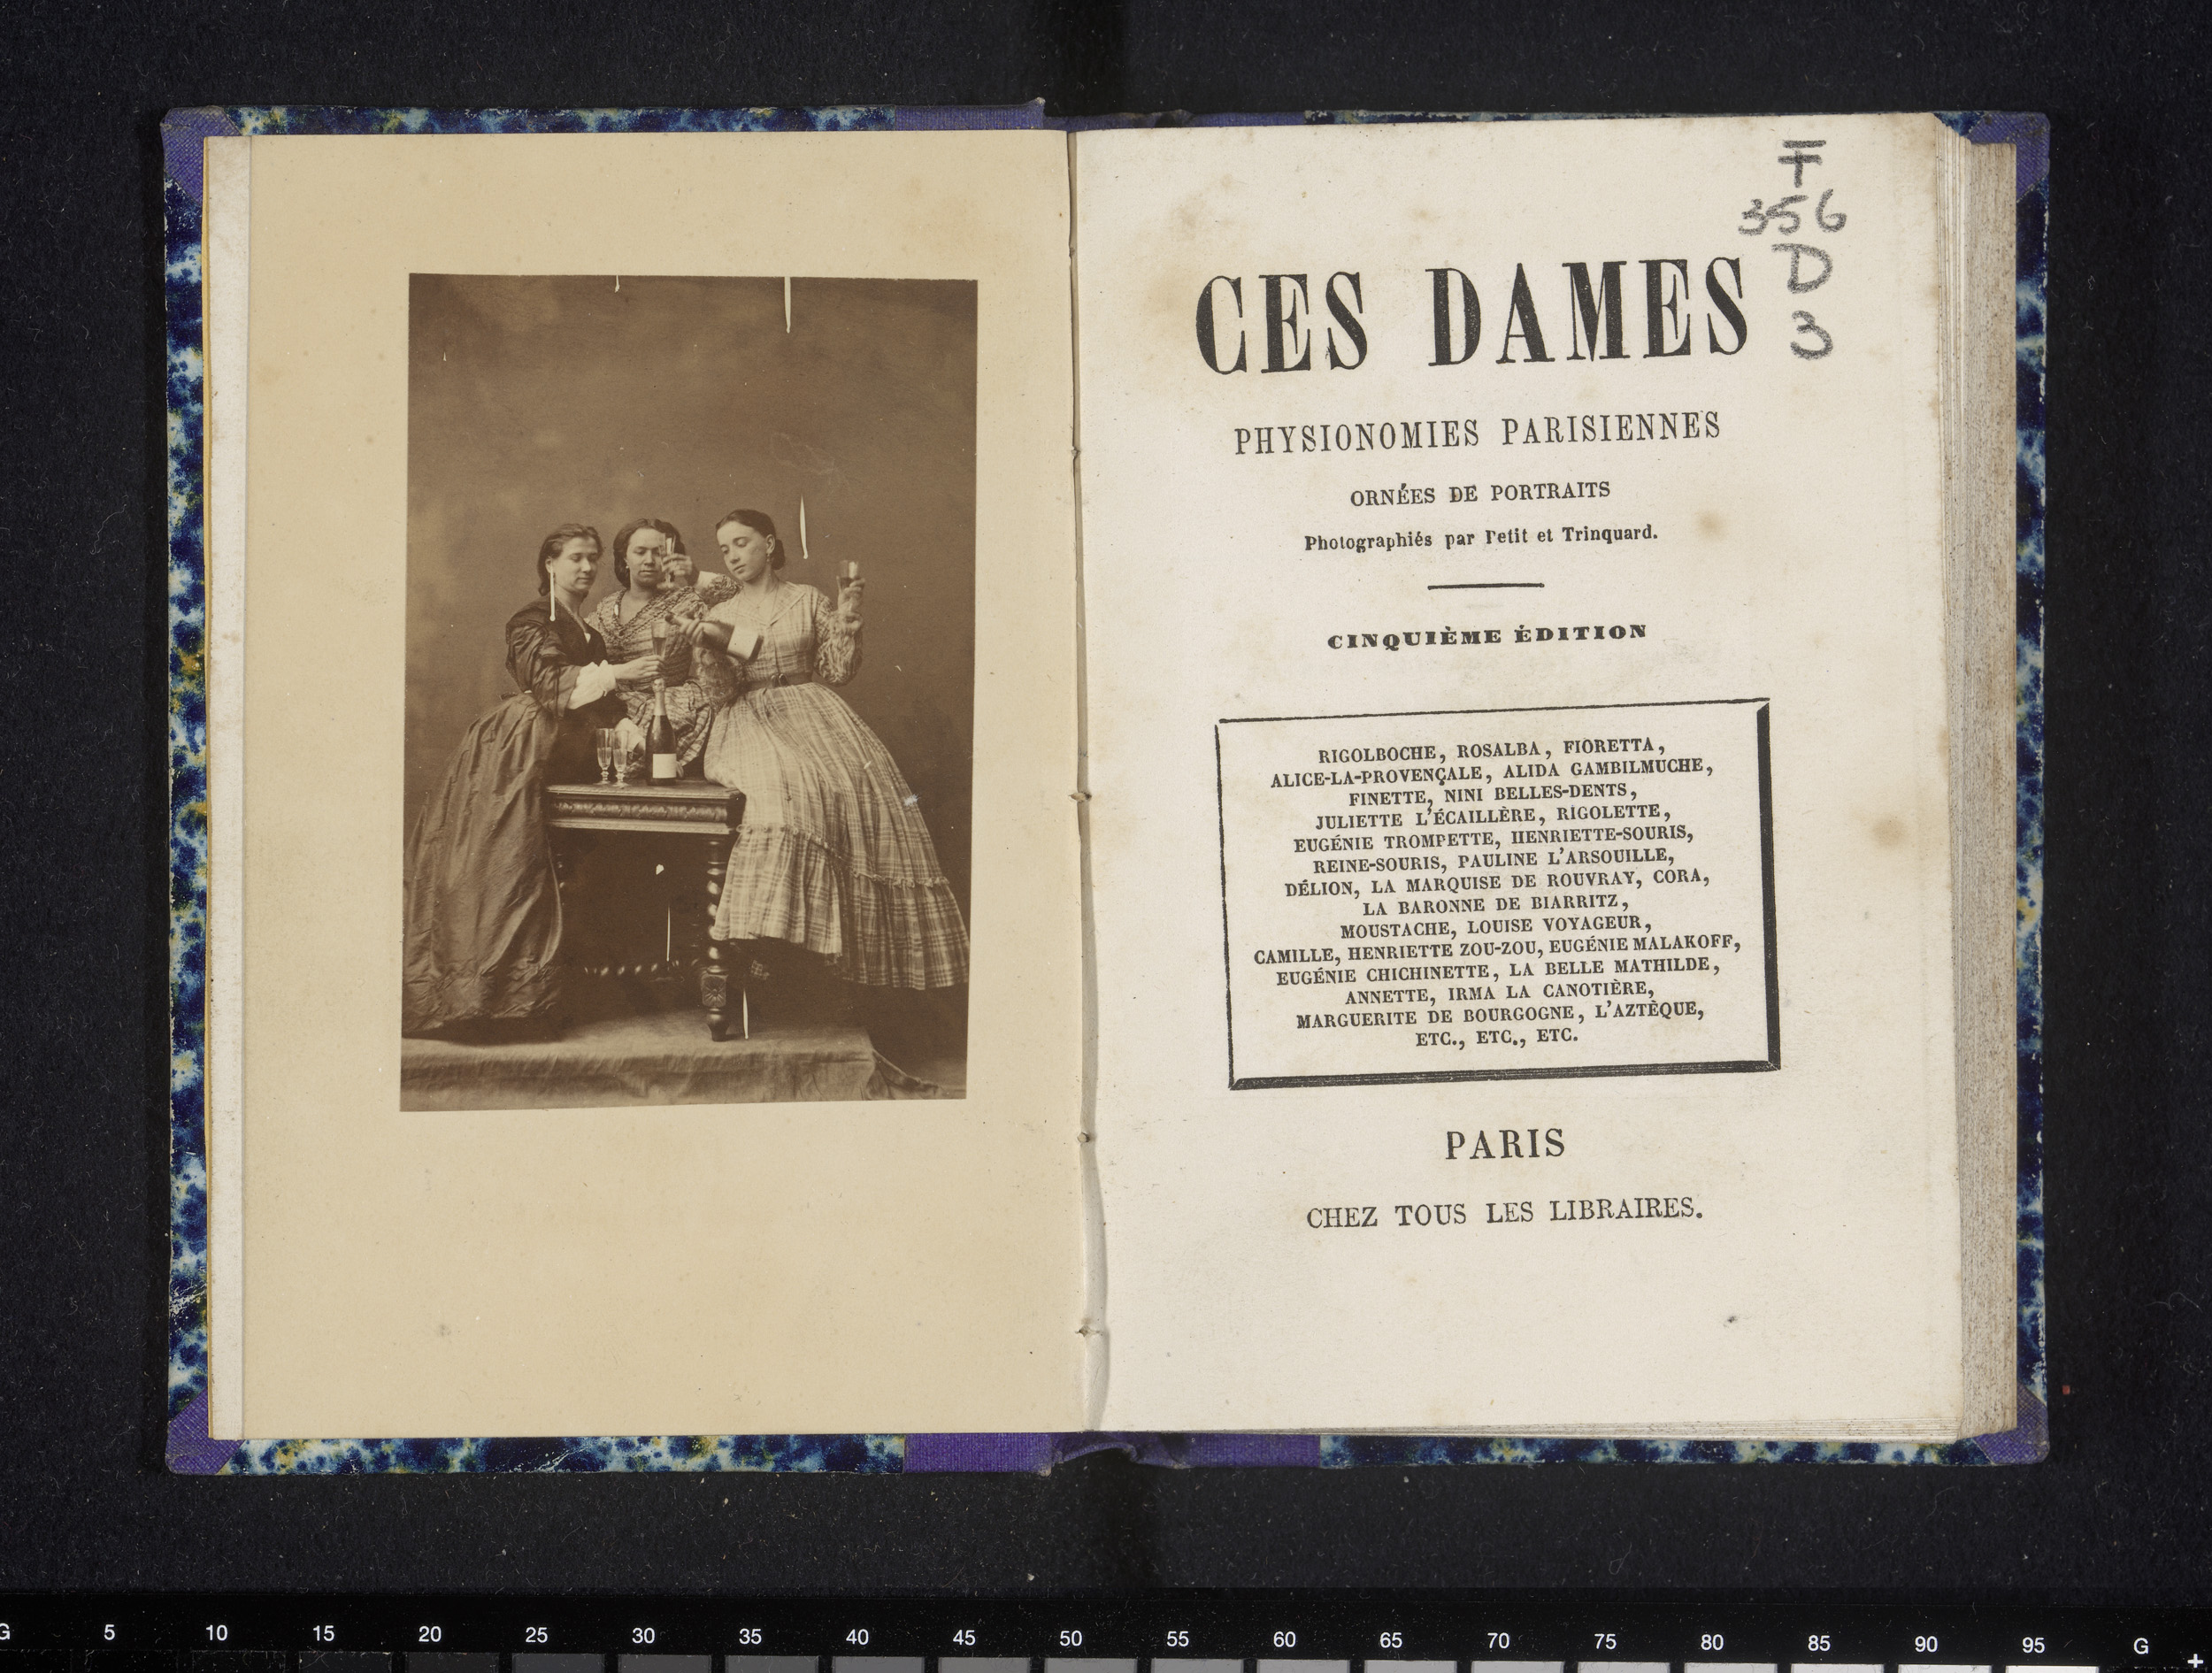 T
356
D
3
CES DAMES
PHYSIONOMIES PARISIENNES
ORNÉES DE PORTRAITS
Photographiés par Petit et Trinquard.
CINQUIÈME ÉDITION
RIGOLBOCHE, ROSALBA, FIORETTA,
ALICE-LA-PROVENÇALE, ALIDA GAMBILMUCHE,
FINETTE, NINI BELLES-DENTS,
JULIETTE L'ÉCAILLÈRE, RIGOLETTE,
EUGÉNIE TROMPETTE, HENRIETTE-SOURIS,
REINE-SOURIS, PAULINE L'ARSOUILLE,
DÉLION, LA MARQUISE DE ROUVRAY, CORA,
LA BARONNE DE BIARRITZ,
MOUSTACHE, LOUISE VOYAGEUR,
CAMILLE, HENRIETTE ZOU-ZOU, EUGÉNIE MALAKOFF,
EUGÉNIE CHICHINETTE, LA BELLE MATHILDE,
ANNETTE, IRMA LA CANOTIÈRE,
MARGUERITE DE BOURGOGNE, L'AZTÈQUE,
ETC., ETC., ETC.
PARIS
CHEZ TOUS LES LIBRAIRES.
G 5 10 15 20 25 30 35 40 45 50 55 60 65 70 75 80 85 90 95 G +